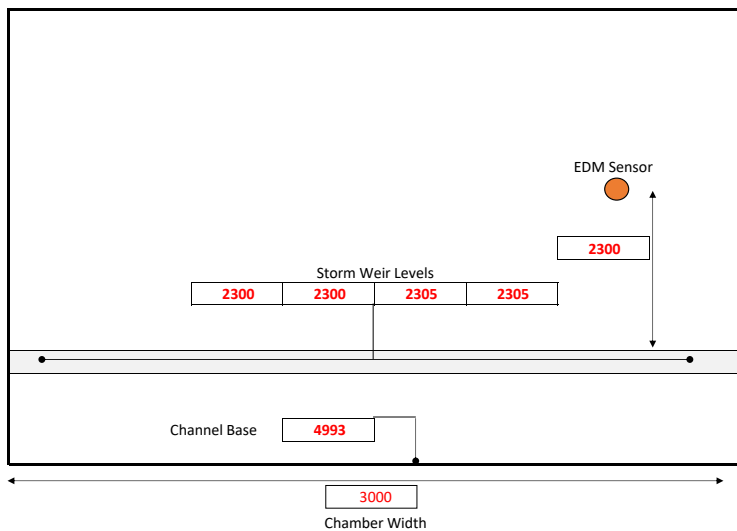 EDM Sensor
2300
Storm Weir Levels
2300 2300 2305 2305
Channel Base 4993
3000
Chamber Width